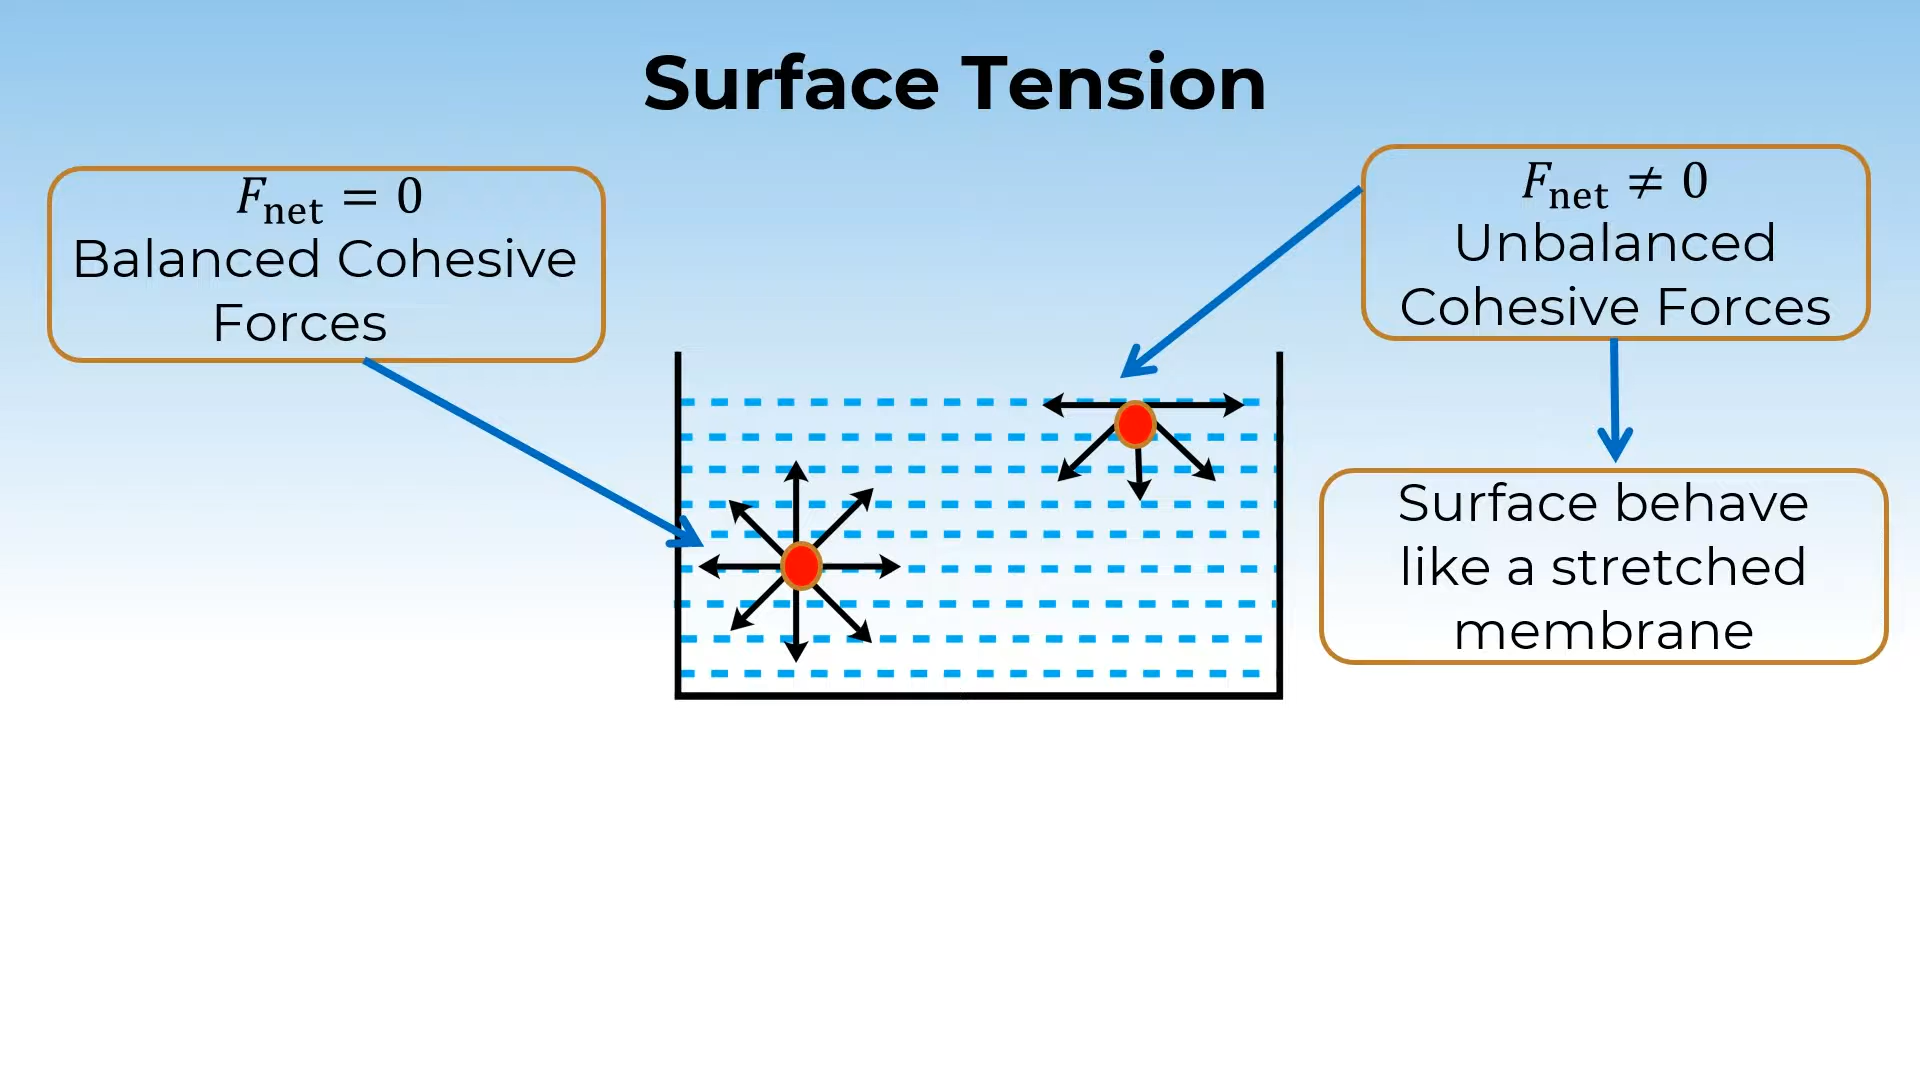 Surface Tension
F_net = 0
Balanced Cohesive
Forces
F_net ≠ 0
Unbalanced
Cohesive Forces
Surface behave
like a stretched
membrane